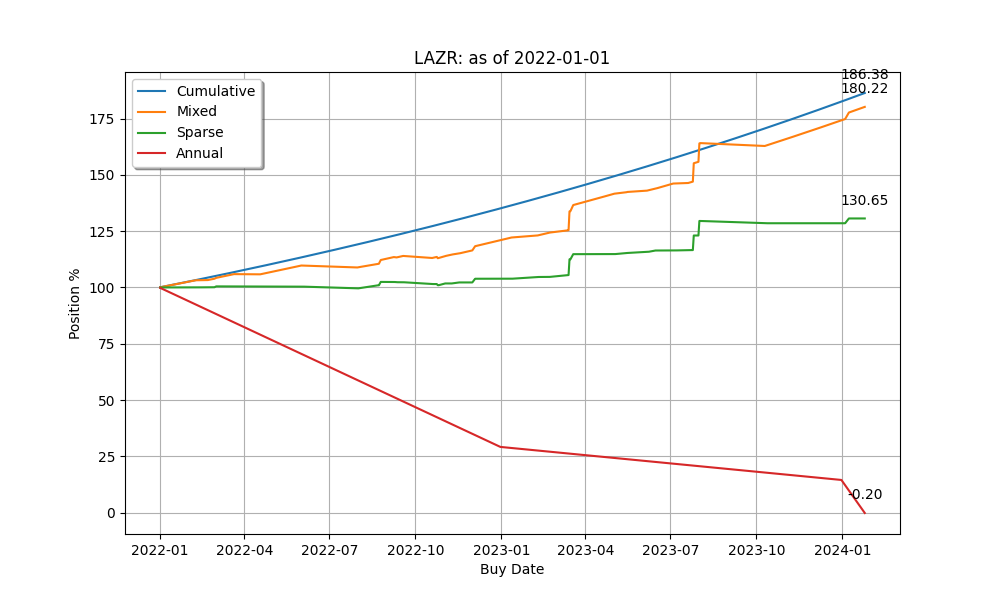 LAZR: as of 2022-01-01
186.38
180.22
130.65
-0.20
Cumulative
Mixed
Sparse
Annual
175
150
125
100
75
50
25
0
Position %
2022-01 2022-04 2022-07 2022-10 2023-01 2023-04 2023-07 2023-10 2024-01
Buy Date